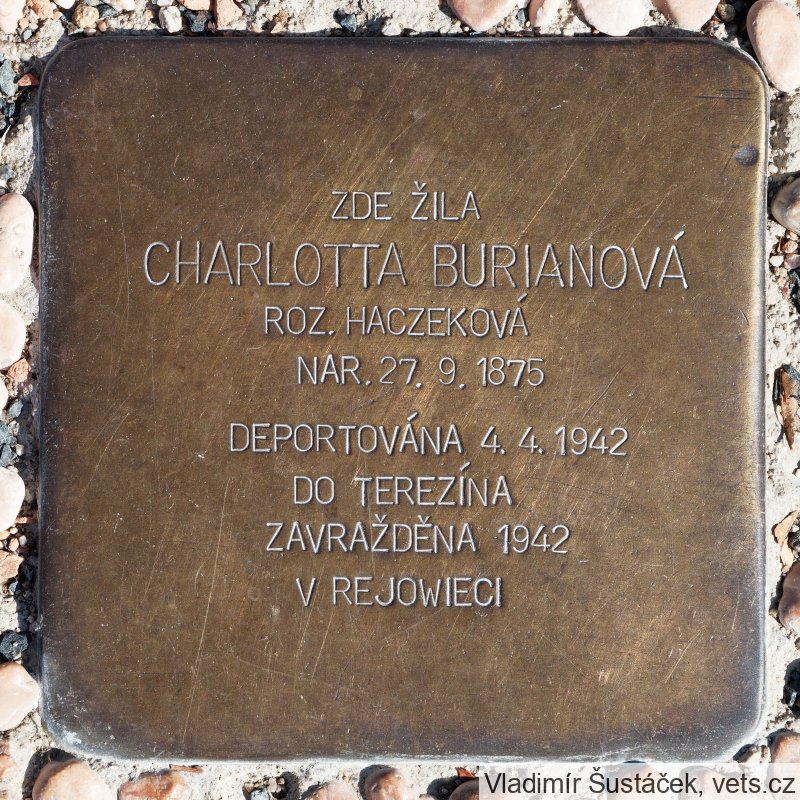 ZDE ŽILA
CHARLOTTA BURIANOVÁ
ROZ. HACZEKOVÁ
NAR. 27. 9. 1875
DEPORTOVÁNA 4. 4. 1942
DO TEREZÍNA
ZAVRAŽDĚNA 1942
V REJOWIECI
Vladimír Šustáček, vets.cz